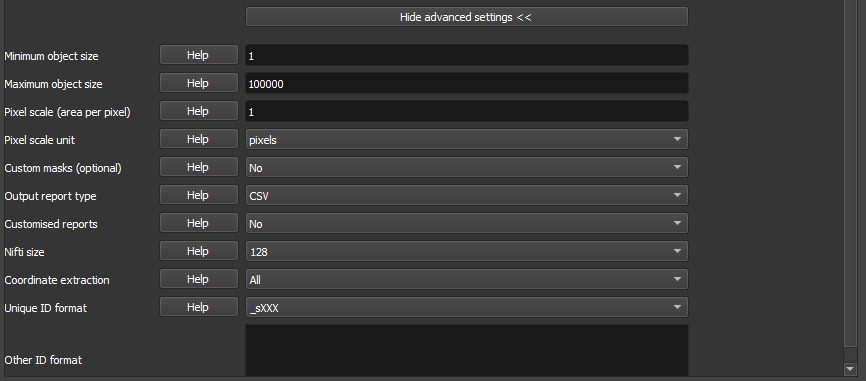 Hide advanced settings <<
Minimum object size Help 1
Maximum object size Help 100000
Pixel scale (area per pixel) Help 1
Pixel scale unit Help pixels
Custom masks (optional) Help No
Output report type Help CSV
Customised reports Help No
Nifti size Help 128
Coordinate extraction Help All
Unique ID format Help _sXXX
Other ID format